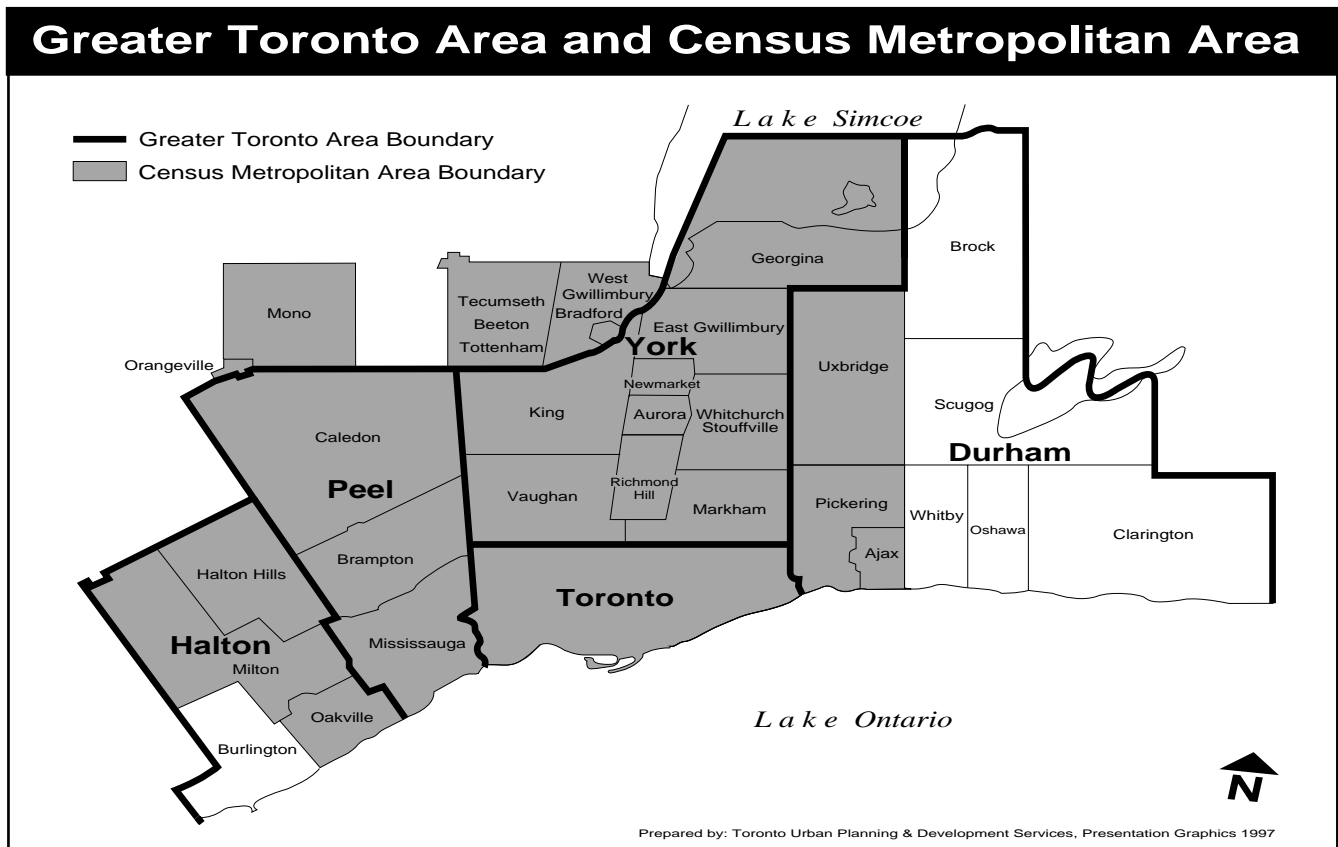 Greater Toronto Area and Census Metropolitan Area
Lake Simcoe
Greater Toronto Area Boundary
Census Metropolitan Area Boundary
Brock
Georgina
West
Gwillimbury
Bradford
Tecumseth
Beeton
Tottenham
Mono
East Gwillimbury
York
Orangeville
Uxbridge
Newmarket
King
Aurora
Whitchurch
Stouffville
Scugog
Caledon
Durham
Peel
Vaughan
Richmond
Hill
Markham
Pickering
Whitby
Oshawa
Clarington
Ajax
Brampton
Halton Hills
Toronto
Halton
Mississauga
Milton
Oakville
Lake Ontario
Burlington
N
Prepared by: Toronto Urban Planning & Development Services, Presentation Graphics 1997